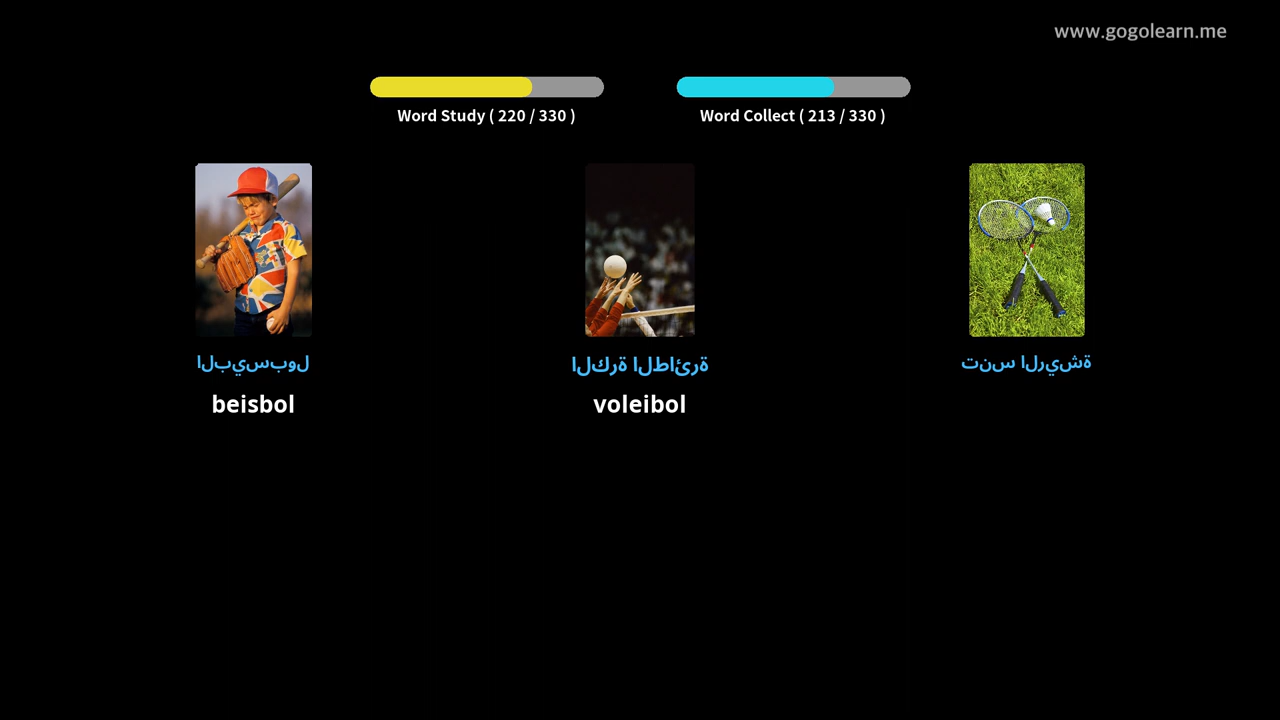 www.gogolearn.me
Word Study ( 220 / 330 )
Word Collect ( 213 / 330 )
البيسبول
الكرة الطائرة
تنس الريشة
beisbol
voleibol